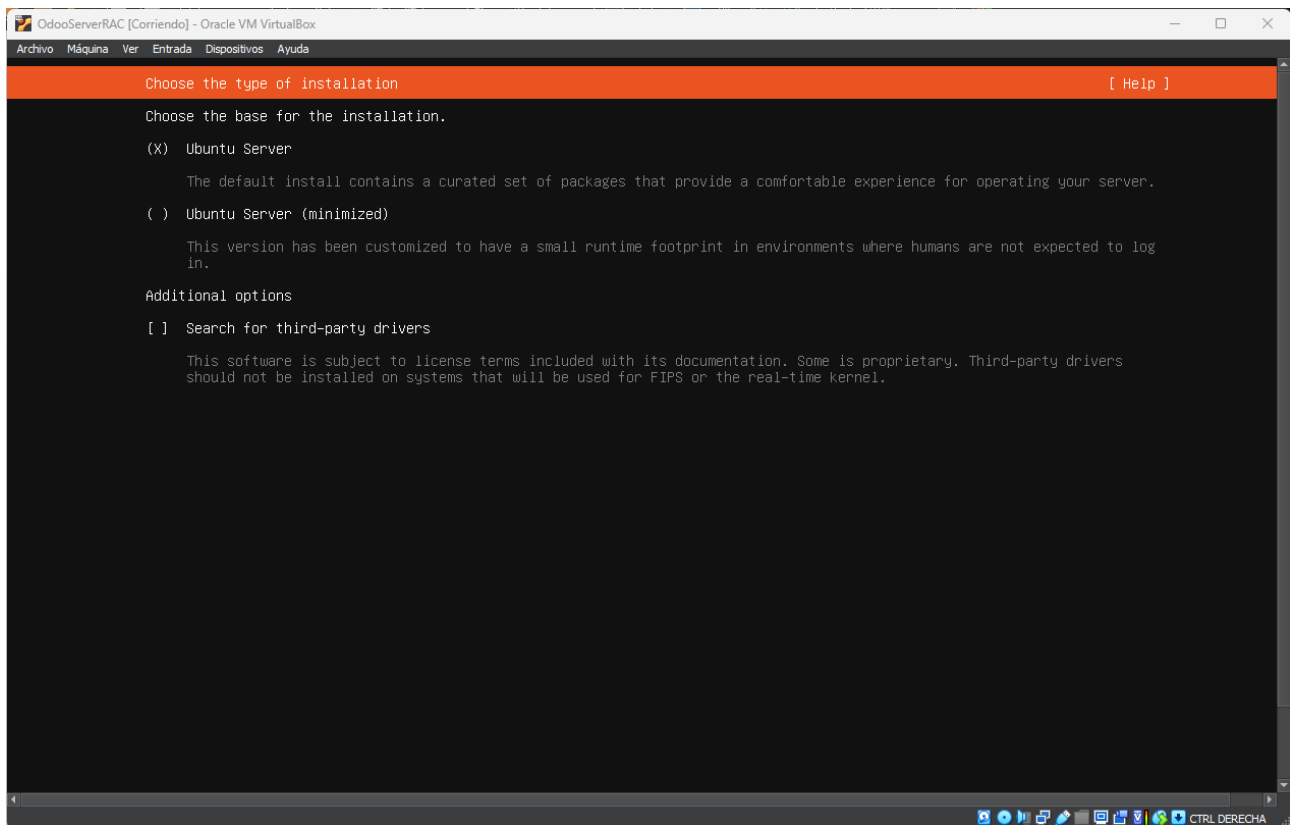 OdooServerRAC [Corriendo] - Oracle VM VirtualBox
Archivo Máquina Ver Entrada Dispositivos Ayuda
Choose the type of installation [ Help ]
Choose the base for the installation.
(X) Ubuntu Server
The default install contains a curated set of packages that provide a comfortable experience for operating your server.
( ) Ubuntu Server (minimized)
This version has been customized to have a small runtime footprint in environments where humans are not expected to log
in.
Additional options
[ ] Search for third-party drivers
This software is subject to license terms included with its documentation. Some is proprietary. Third-party drivers
should not be installed on systems that will be used for FIPS or the real-time kernel.
CTRL DERECHA